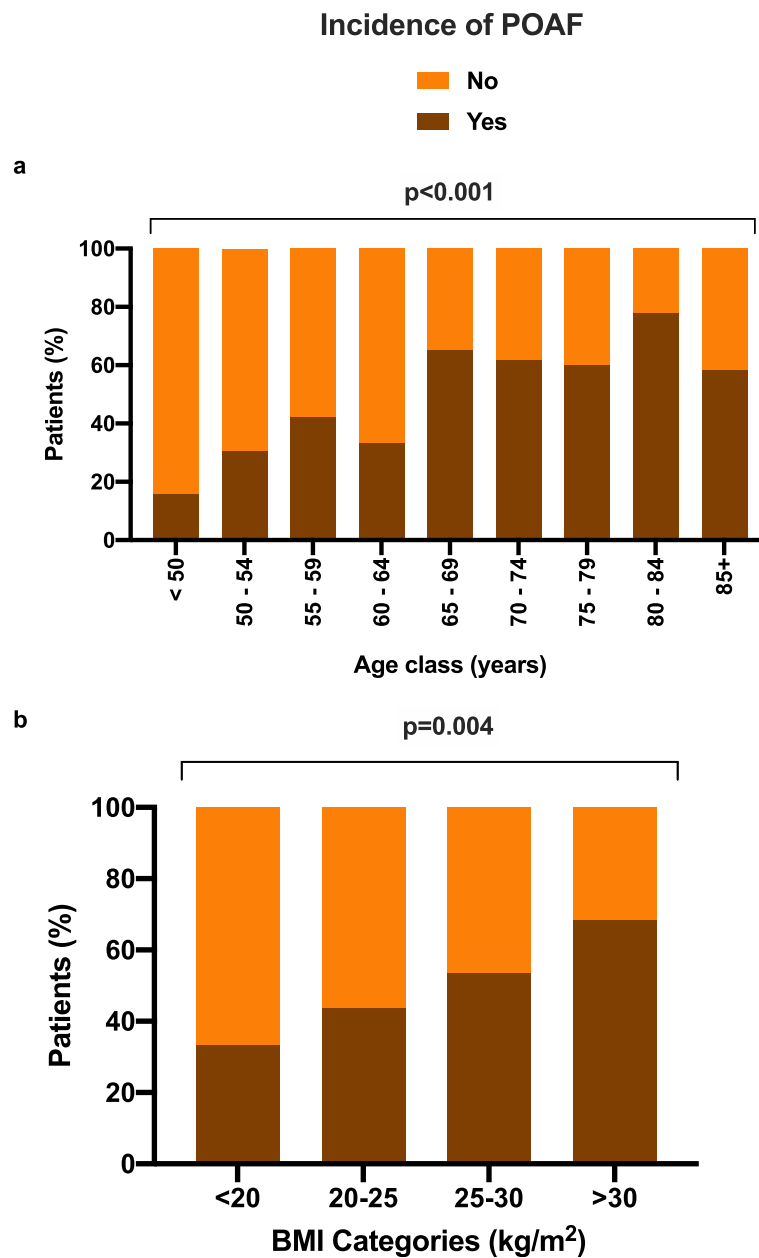 Incidence of POAF
No
Yes
a
p<0.001
100
80
60
40
20
0
Patients (%)
< 50
50 - 54
55 - 59
60 - 64
65 - 69
70 - 74
75 - 79
80 - 84
85+
Age class (years)
b
p=0.004
100
80
60
40
20
0
Patients (%)
<20
20-25
25-30
>30
BMI Categories (kg/m²)